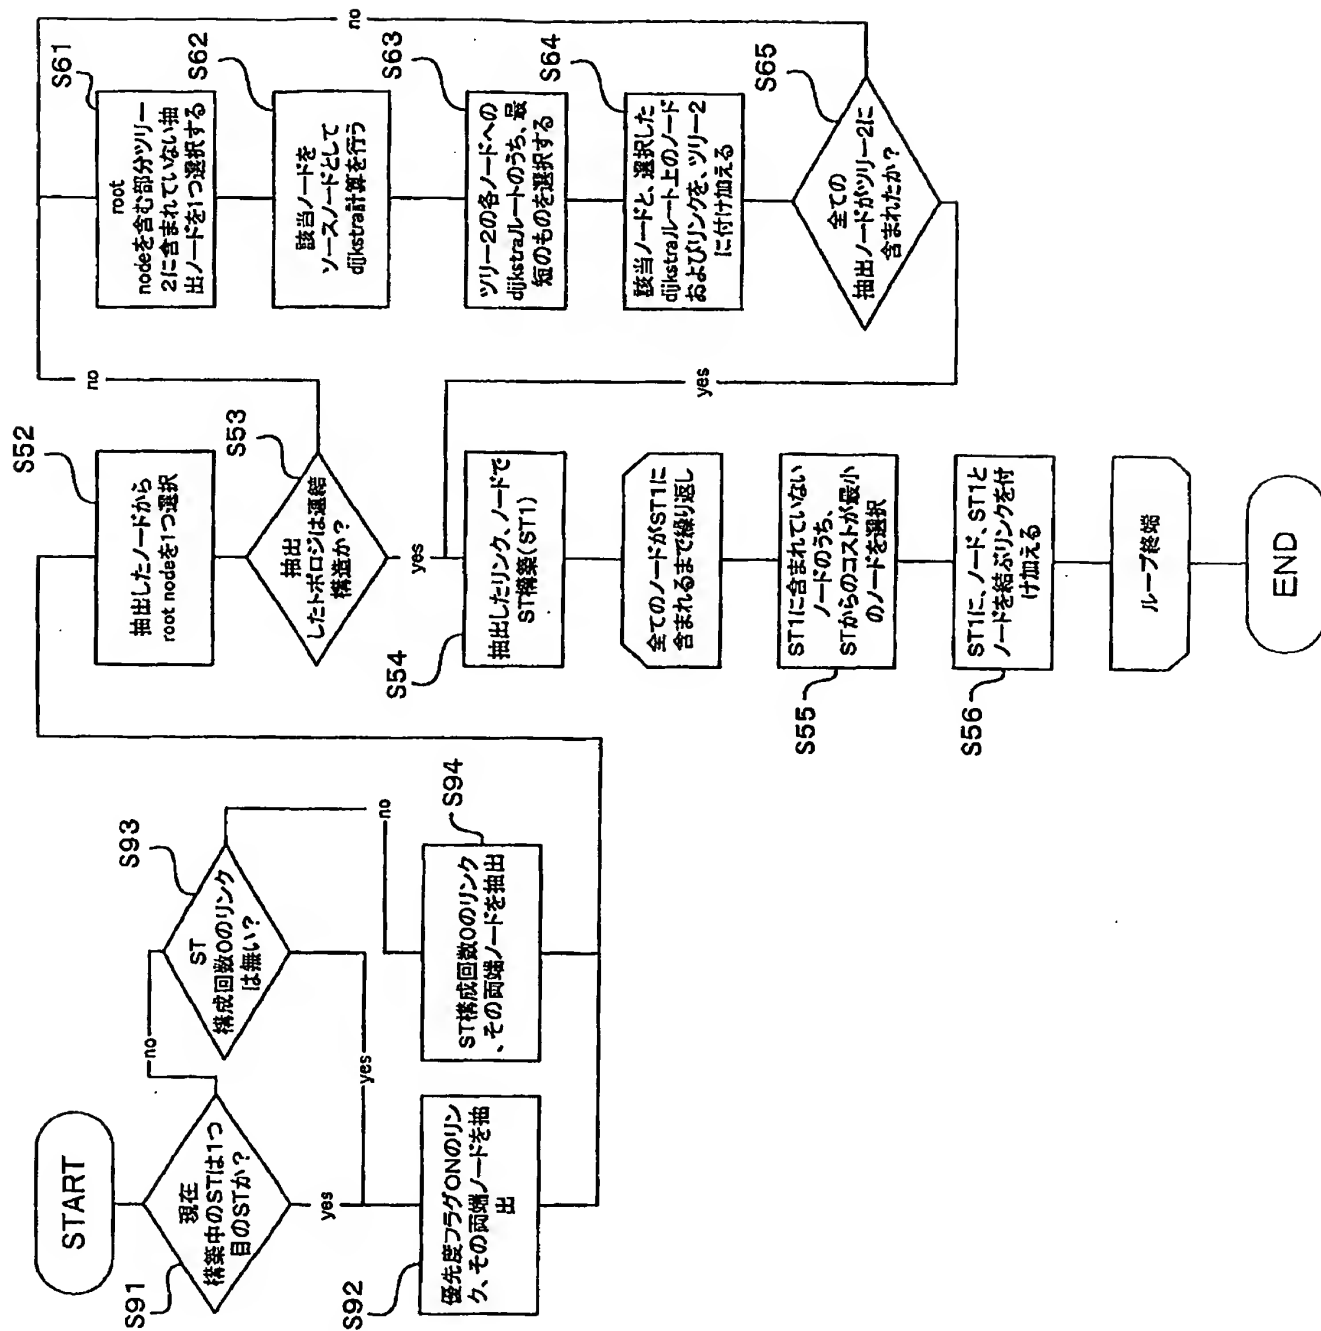 START
S91
現在
構築中のSTは1つ
目のSTか?
no
yes
S93
ST
構成回数0のリンク
は無い?
no
yes
S92
優先度フラグONのリン
ク、その両端ノードを抽
出
S94
ST構成回数0のリンク
、その両端ノードを抽出
S52
抽出したノードから
root nodeを1つ選択
S53
抽出
したトポロジは連結
構造か?
no
yes
S54
抽出したリンク、ノードで
ST構築(ST1)
全てのノードがST1に
含まれるまで繰り返し
S55
ST1に含まれていない
ノードのうち、
STからのコストが最小
のノードを選択
S56
ST1に、ノード、ST1と
ノードを結ぶリンクを付
け加える
ループ終端
END
S61
root
nodeを含む部分ツリー
2に含まれていない抽
出ノードを1つ選択する
S62
該当ノードを
ソースノードとして
dijkstra計算を行う
S63
ツリー2の各ノードへの
dijkstraルートのうち、最
短のものを選択する
S64
該当ノードと、選択した
dijkstraルート上のノード
およびリンクを、ツリー2
に付け加える
S65
全ての
抽出ノードがツリー2に
含まれたか?
no
yes